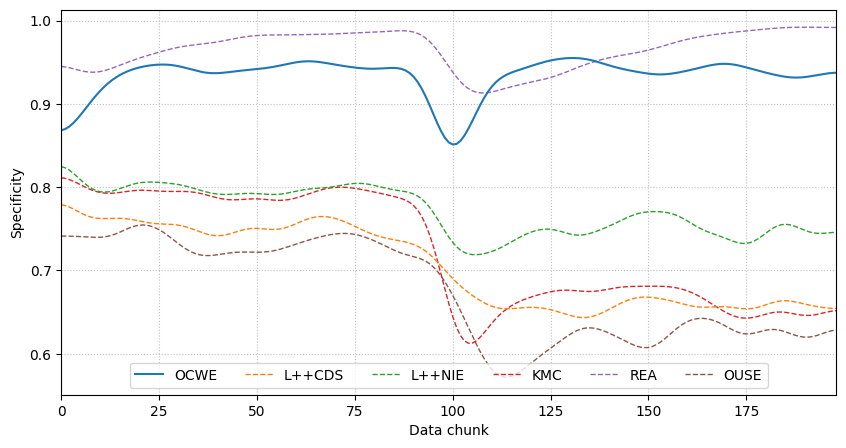 1.0
0.9
0.8
0.7
0.6
Specificity
OCWE L++CDS L++NIE KMC REA OUSE
0 25 50 75 100 125 150 175
Data chunk